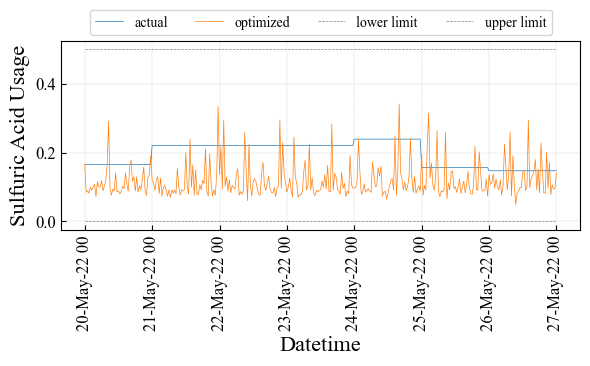 actual optimized lower limit upper limit
Sulfuric Acid Usage
0.4
0.2
0.0
20-May-22 00
21-May-22 00
22-May-22 00
23-May-22 00
24-May-22 00
25-May-22 00
26-May-22 00
27-May-22 00
Datetime